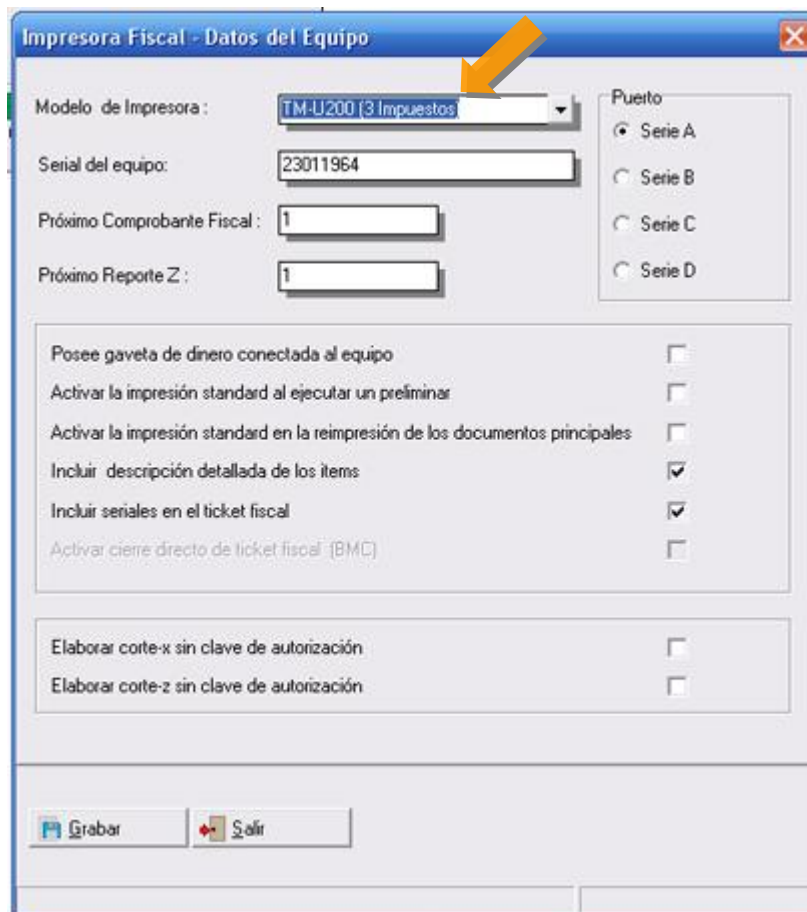 Impresora Fiscal - Datos del Equipo
Modelo de Impresora :
TM-U200 (3 Impuestos)
Puerto
Serie A
Serial del equipo:
23011964
Serie B
Próximo Comprobante Fiscal :
1
Serie C
Próximo Reporte Z :
1
Serie D
Posee gaveta de dinero conectada al equipo
Activar la impresión standard al ejecutar un preliminar
Activar la impresión standard en la reimpresión de los documentos principales
Incluir descripción detallada de los items
Incluir seriales en el ticket fiscal
Activar cierre directo de ticket fiscal (BMC)
Elaborar corte-x sin clave de autorización
Elaborar corte-z sin clave de autorización
Grabar
Salir